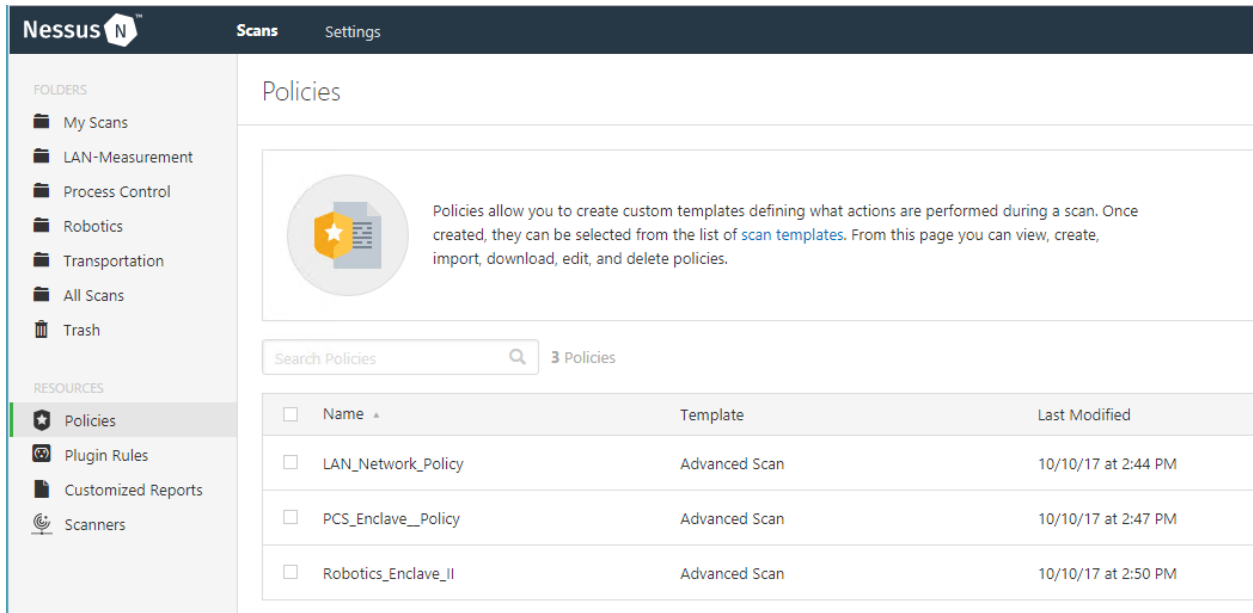 Nessus N ™
Scans Settings
FOLDERS
My Scans
LAN-Measurement
Process Control
Robotics
Transportation
All Scans
Trash
RESOURCES
Policies
Plugin Rules
Customized Reports
Scanners
Policies
Policies allow you to create custom templates defining what actions are performed during a scan. Once
created, they can be selected from the list of scan templates. From this page you can view, create,
import, download, edit, and delete policies.
Search Policies 3 Policies
Name Template Last Modified
LAN_Network_Policy Advanced Scan 10/10/17 at 2:44 PM
PCS_Enclave__Policy Advanced Scan 10/10/17 at 2:47 PM
Robotics_Enclave_II Advanced Scan 10/10/17 at 2:50 PM